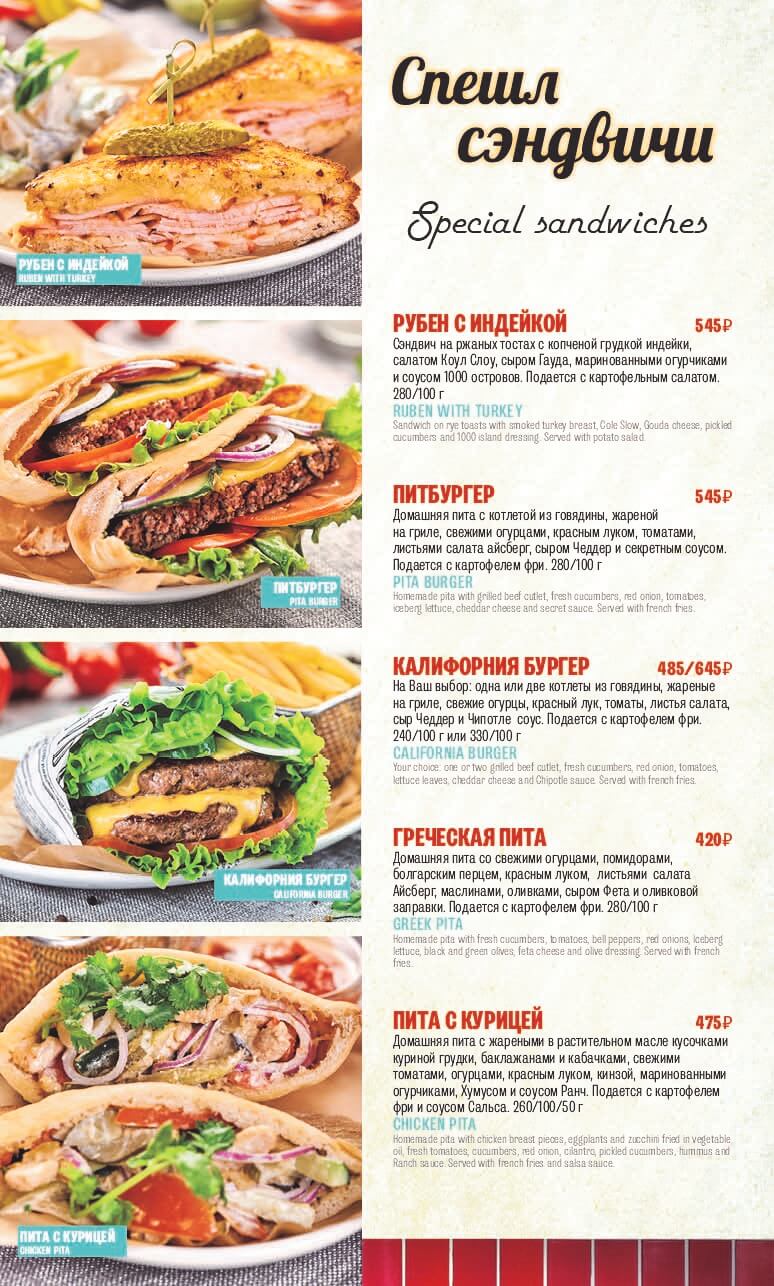 Спешл
сэндвичи
Special sandwiches
РУБЕН С ИНДЕЙКОЙ
RUBEN WITH TURKEY
РУБЕН С ИНДЕЙКОЙ 545₽
Сэндвич на ржаных тостах с копченой грудкой индейки,
салатом Коул Слоу, сыром Гауда, маринованными огурчиками
и соусом 1000 островов. Подается с картофельным салатом.
280/100 г
RUBEN WITH TURKEY
Sandwich on rye toasts with smoked turkey breast, Cole Slow, Gouda cheese, pickled
cucumbers and 1000 island dressing. Served with potato salad.
ПИТБУРГЕР
PITA BURGER
ПИТБУРГЕР 545₽
Домашняя пита с котлетой из говядины, жареной
на гриле, свежими огурцами, красным луком, томатами,
листьями салата айсберг, сыром Чеддер и секретным соусом.
Подается с картофелем фри. 280/100 г
PITA BURGER
Homemade pita with grilled beef cutlet, fresh cucumbers, red onion, tomatoes,
iceberg lettuce, cheddar cheese and secret sauce. Served with french fries.
КАЛИФОРНИЯ БУРГЕР
CALIFORNIA BURGER
КАЛИФОРНИЯ БУРГЕР 485/645₽
На Ваш выбор: одна или две котлеты из говядины, жареные
на гриле, свежие огурцы, красный лук, томаты, листья салата,
сыр Чеддер и Чипотле соус. Подается с картофелем фри.
240/100 г или 330/100 г
CALIFORNIA BURGER
Your choice: one or two grilled beef cutlet, fresh cucumbers, red onion, tomatoes,
lettuce leaves, cheddar cheese and Chipotle sauce. Served with french fries.
ГРЕЧЕСКАЯ ПИТА 420₽
Домашняя пита со свежими огурцами, помидорами,
болгарским перцем, красным луком, листьями салата
Айсберг, маслинами, оливками, сыром Фета и оливковой
заправки. Подается с картофелем фри. 280/100 г
GREEK PITA
Homemade pita with fresh cucumbers, tomatoes, bell peppers, red onions, iceberg
lettuce, black and green olives, feta cheese and olive dressing. Served with french
fries.
ПИТА С КУРИЦЕЙ
CHICKEN PITA
ПИТА С КУРИЦЕЙ 475₽
Домашняя пита с жареными в растительном масле кусочками
куриной грудки, баклажанами и кабачками, свежими
томатами, огурцами, красным луком, кинзой, маринованными
огурчиками, Хумусом и соусом Ранч. Подается с картофелем
фри и соусом Сальса. 260/100/50 г
CHICKEN PITA
Homemade pita with chicken breast pieces, eggplants and zucchini fried in vegetable
oil, fresh tomatoes, cucumbers, red onion, cilantro, pickled cucumbers, hummus and
Ranch sauce. Served with french fries and salsa sauce.